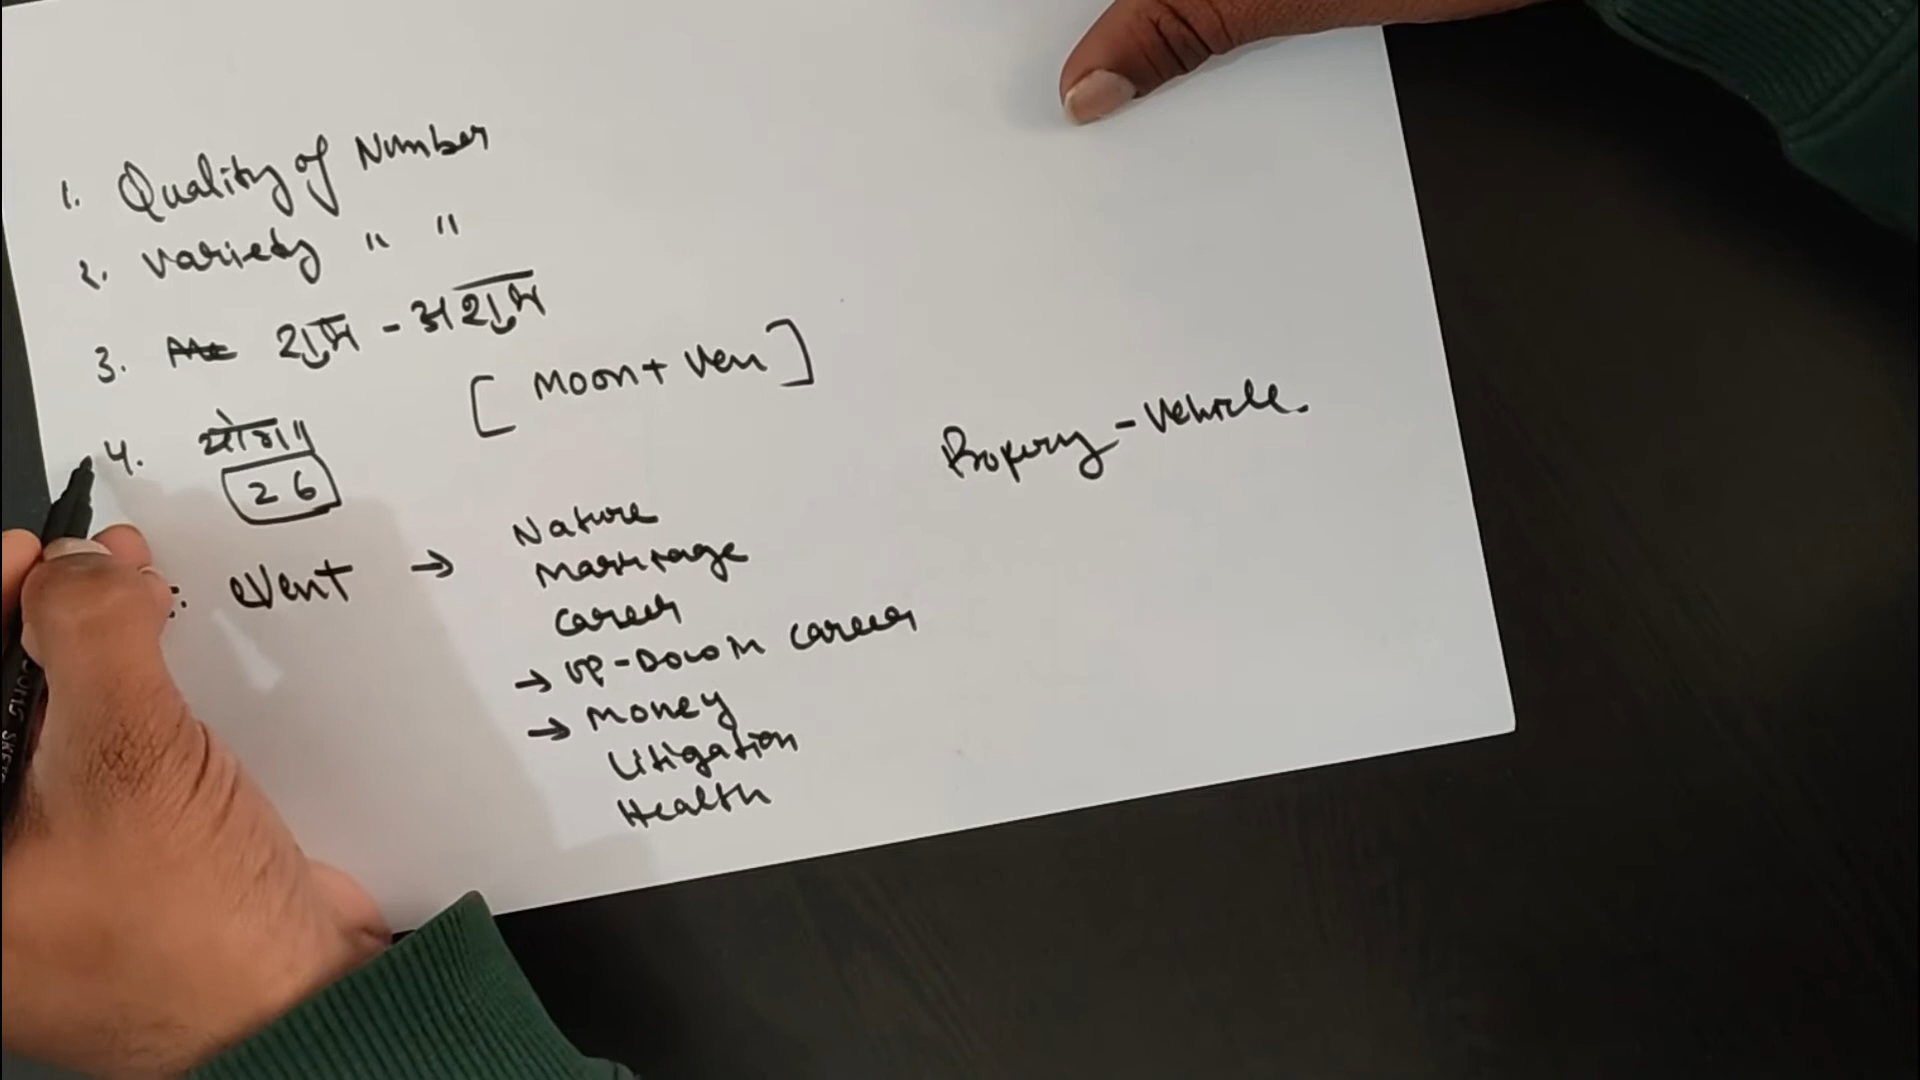 1. Quality of Number
2. Variety " "
3. शुभ - अशुभ
[ Moon + Ven ]
4. योगा
26
: event → Nature
Marriage
career
→ UP-Down career
→ Money
Litigation
Health
Property - Vehicle.